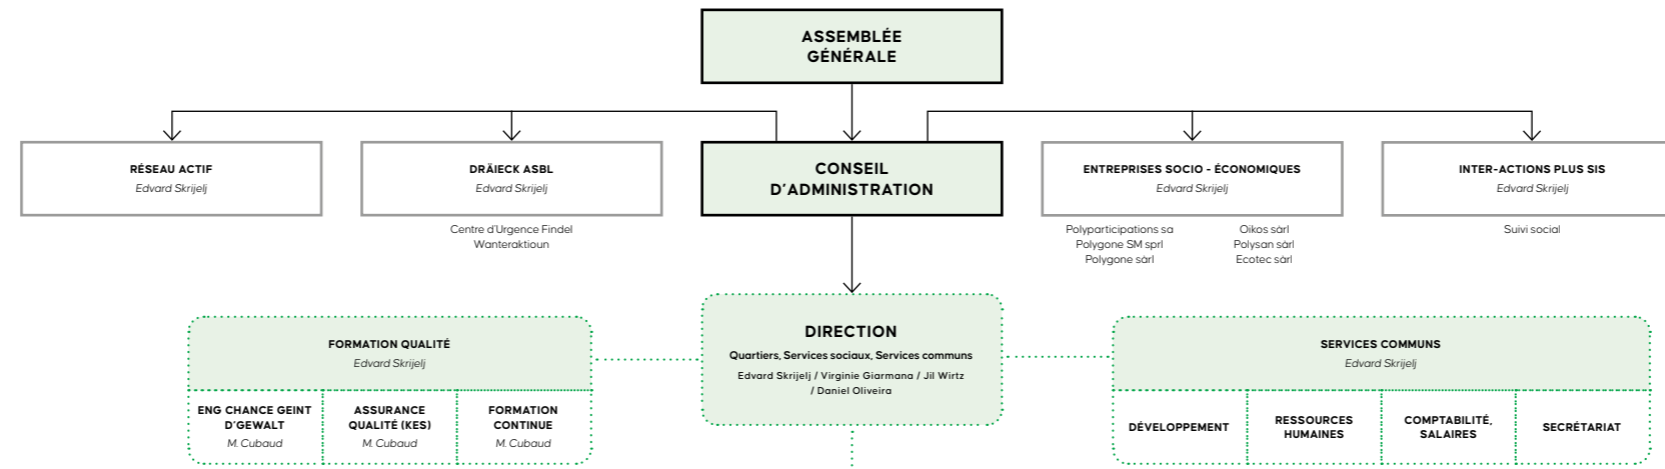 ASSEMBLÉE
GÉNÉRALE
RÉSEAU ACTIF
Edvard Skrijelj
DRÄIECK ASBL
Edvard Skrijelj
Centre d'Urgence Findel
Wanteraktioun
CONSEIL
D'ADMINISTRATION
ENTREPRISES SOCIO - ÉCONOMIQUES
Edvard Skrijelj
Polyparticipations sa
Polygone SM sprl
Polygone sàrl
Oikos sàrl
Polysan sàrl
Ecotec sàrl
INTER-ACTIONS PLUS SIS
Edvard Skrijelj
Suivi social
FORMATION QUALITÉ
Edvard Skrijelj
ENG CHANCE GEINT
D'GEWALT
M. Cubaud
ASSURANCE
QUALITÉ (KES)
M. Cubaud
FORMATION
CONTINUE
M. Cubaud
DIRECTION
Quartiers, Services sociaux, Services communs
Edvard Skrijelj / Virginie Giarmana / Jil Wirtz
/ Daniel Oliveira
SERVICES COMMUNS
Edvard Skrijelj
DÉVELOPPEMENT
RESSOURCES
HUMAINES
COMPTABILITÉ,
SALAIRES
SECRÉTARIAT